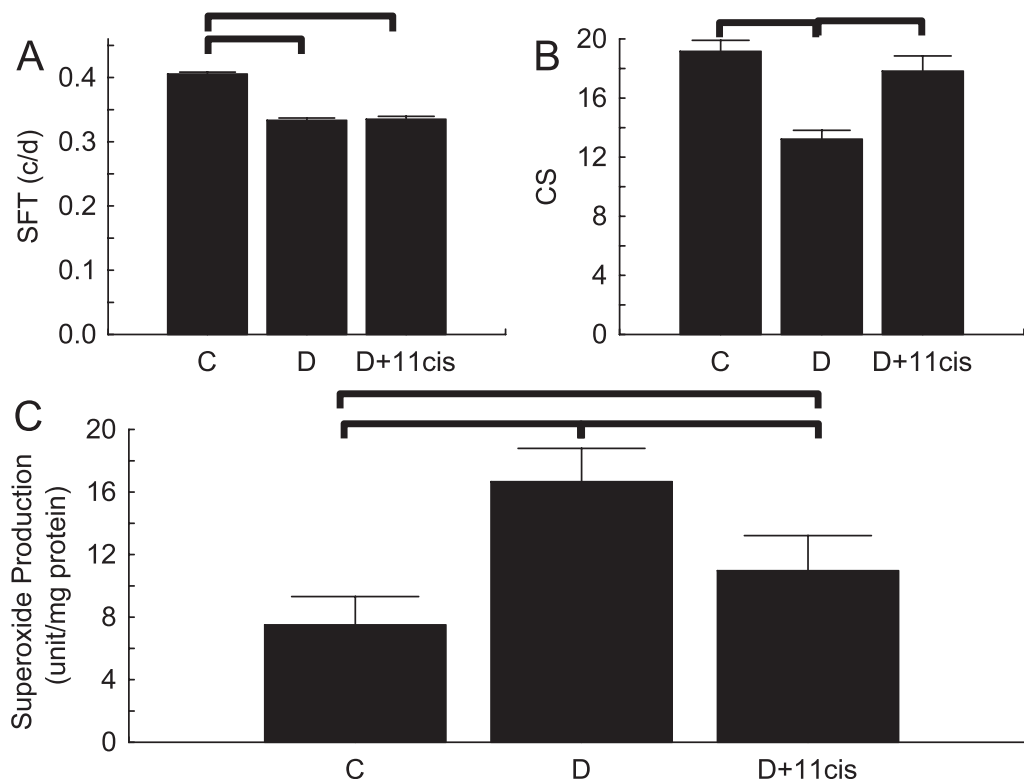 A
SFT (c/d)
0.4
0.3
0.2
0.1
0.0
C D D+11cis
B
CS
20
16
12
8
4
0
C D D+11cis
C
Superoxide Production
(unit/mg protein)
20
16
12
8
4
0
C D D+11cis